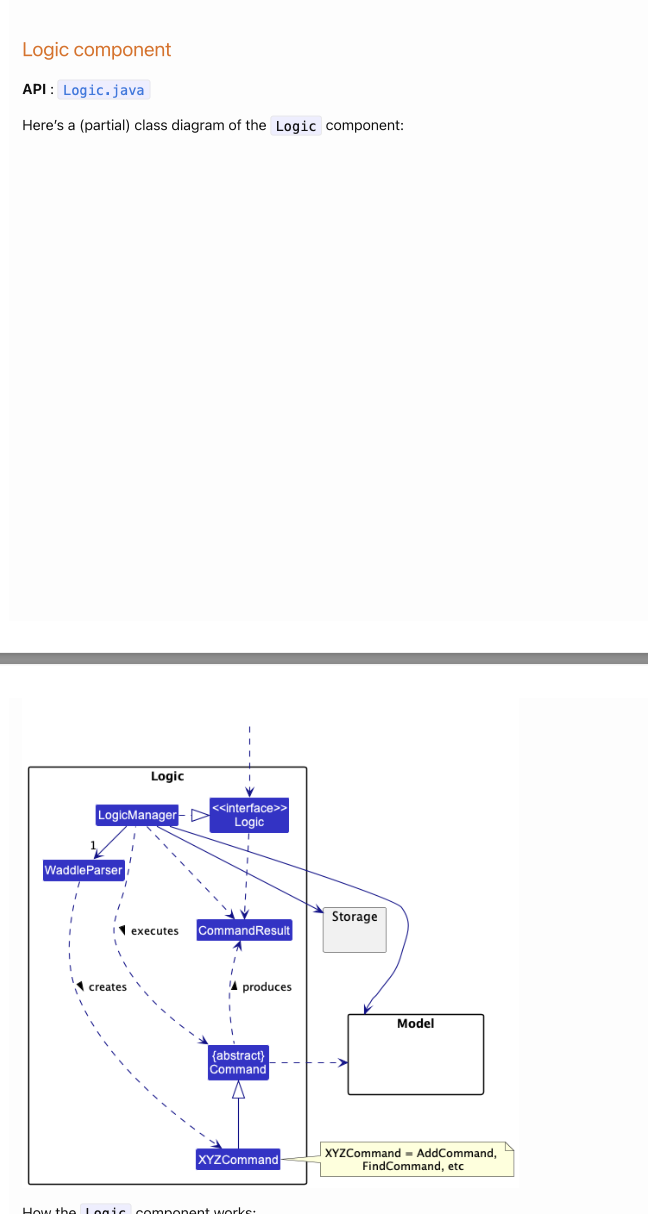 Logic component
API : Logic.java
Here's a (partial) class diagram of the Logic component:
Logic
LogicManager
<<interface>>
Logic
1
WaddleParser
Storage
executes
CommandResult
creates
produces
Model
{abstract}
Command
XYZCommand
XYZCommand = AddCommand,
FindCommand, etc
How the Logic component works: